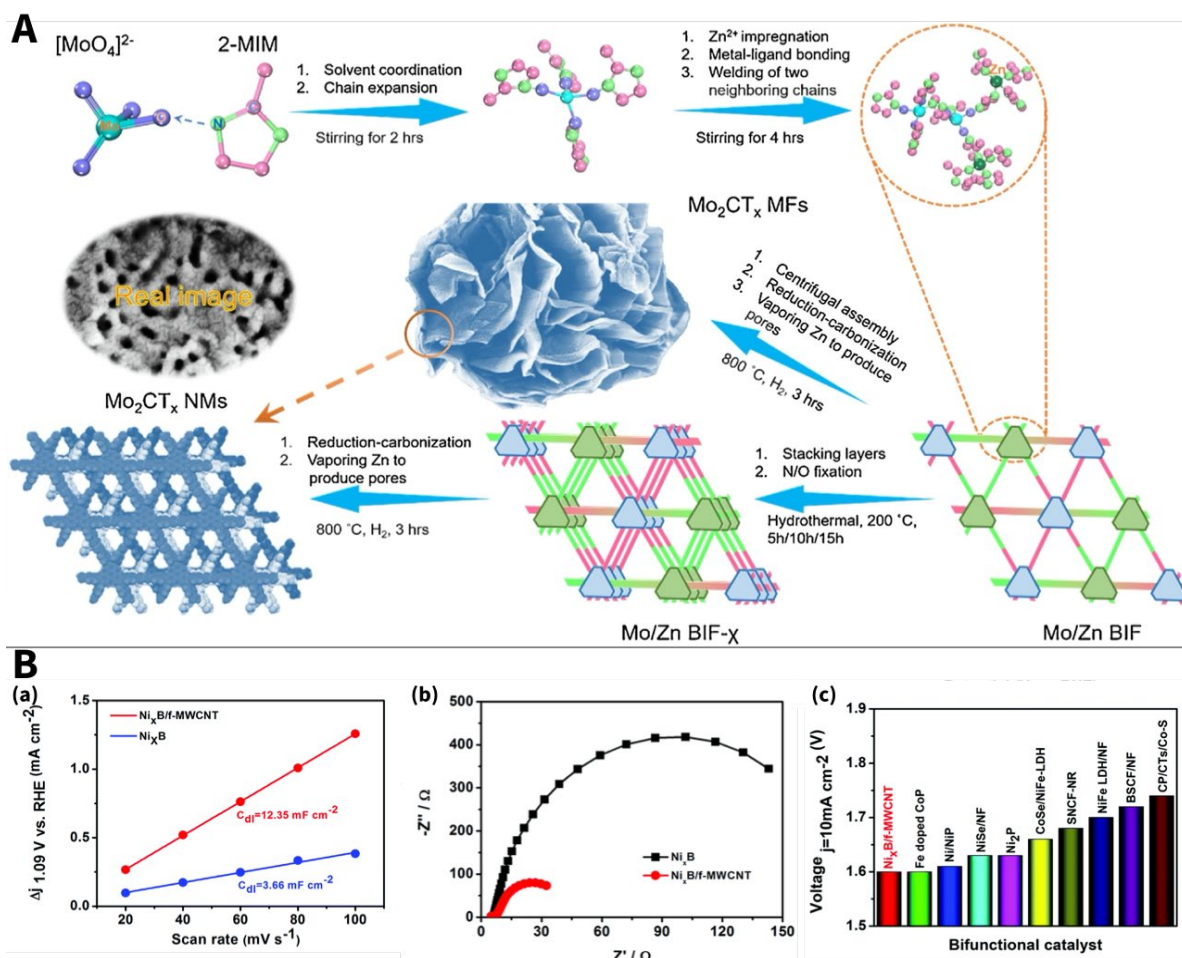 A
[MoO₄]²⁻
2-MIM
1. Solvent coordination
2. Chain expansion
Stirring for 2 hrs
1. Zn²⁺ impregnation
2. Metal-ligand bonding
3. Welding of two
neighboring chains
Stirring for 4 hrs
Mo
O
N
Zn
Real image
Mo₂CTₓ NMs
Mo₂CTₓ MFs
1. Centrifugal assembly
2. Reduction-carbonization
3. Vaporing Zn to produce
pores
800 ˚C, H₂, 3 hrs
1. Reduction-carbonization
2. Vaporing Zn to
produce pores
800 ˚C, H₂, 3 hrs
1. Stacking layers
2. N/O fixation
Hydrothermal, 200 ˚C,
5h/10h/15h
Mo/Zn BIF-χ
Mo/Zn BIF
B
(a)
Δj 1.09 V vs. RHE (mA cm⁻²)
1.5
1.0
0.5
0.0
NiₓB/f-MWCNT
NiₓB
C_dl=12.35 mF cm⁻²
C_dl=3.66 mF cm⁻²
20 40 60 80 100
Scan rate (mV s⁻¹)
(b)
-Z'' / Ω
500
400
300
200
100
0
NiₓB
NiₓB/f-MWCNT
0 30 60 90 120 150
Z' / Ω
(c)
Voltage j=10mA cm⁻² (V)
1.9
1.8
1.7
1.6
1.5
NiₓB/f-MWCNT
Fe doped CoP
Ni/NiP
NiSe/NF
Ni₂P
CoSe/NiFe-LDH
SNCF-NR
NiFe LDH/NF
BSCF/NF
CP/CTs/Co-S
Bifunctional catalyst